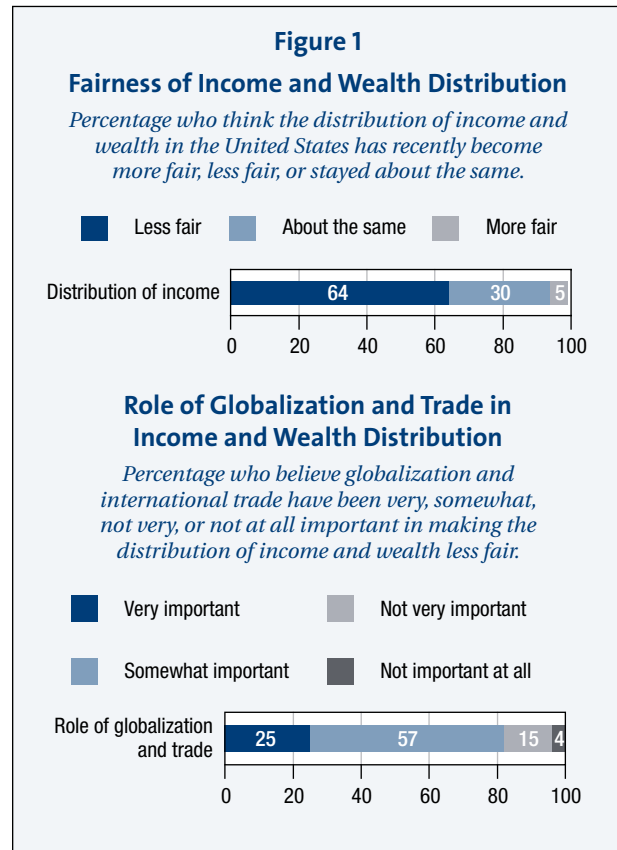 Figure 1
Fairness of Income and Wealth Distribution
Percentage who think the distribution of income and
wealth in the United States has recently become
more fair, less fair, or stayed about the same.
Less fair About the same More fair
Distribution of income 64 30 5
0 20 40 60 80 100
Role of Globalization and Trade in
Income and Wealth Distribution
Percentage who believe globalization and
international trade have been very, somewhat,
not very, or not at all important in making the
distribution of income and wealth less fair.
Very important Not very important
Somewhat important Not important at all
Role of globalization
and trade
25 57 15 4
0 20 40 60 80 100